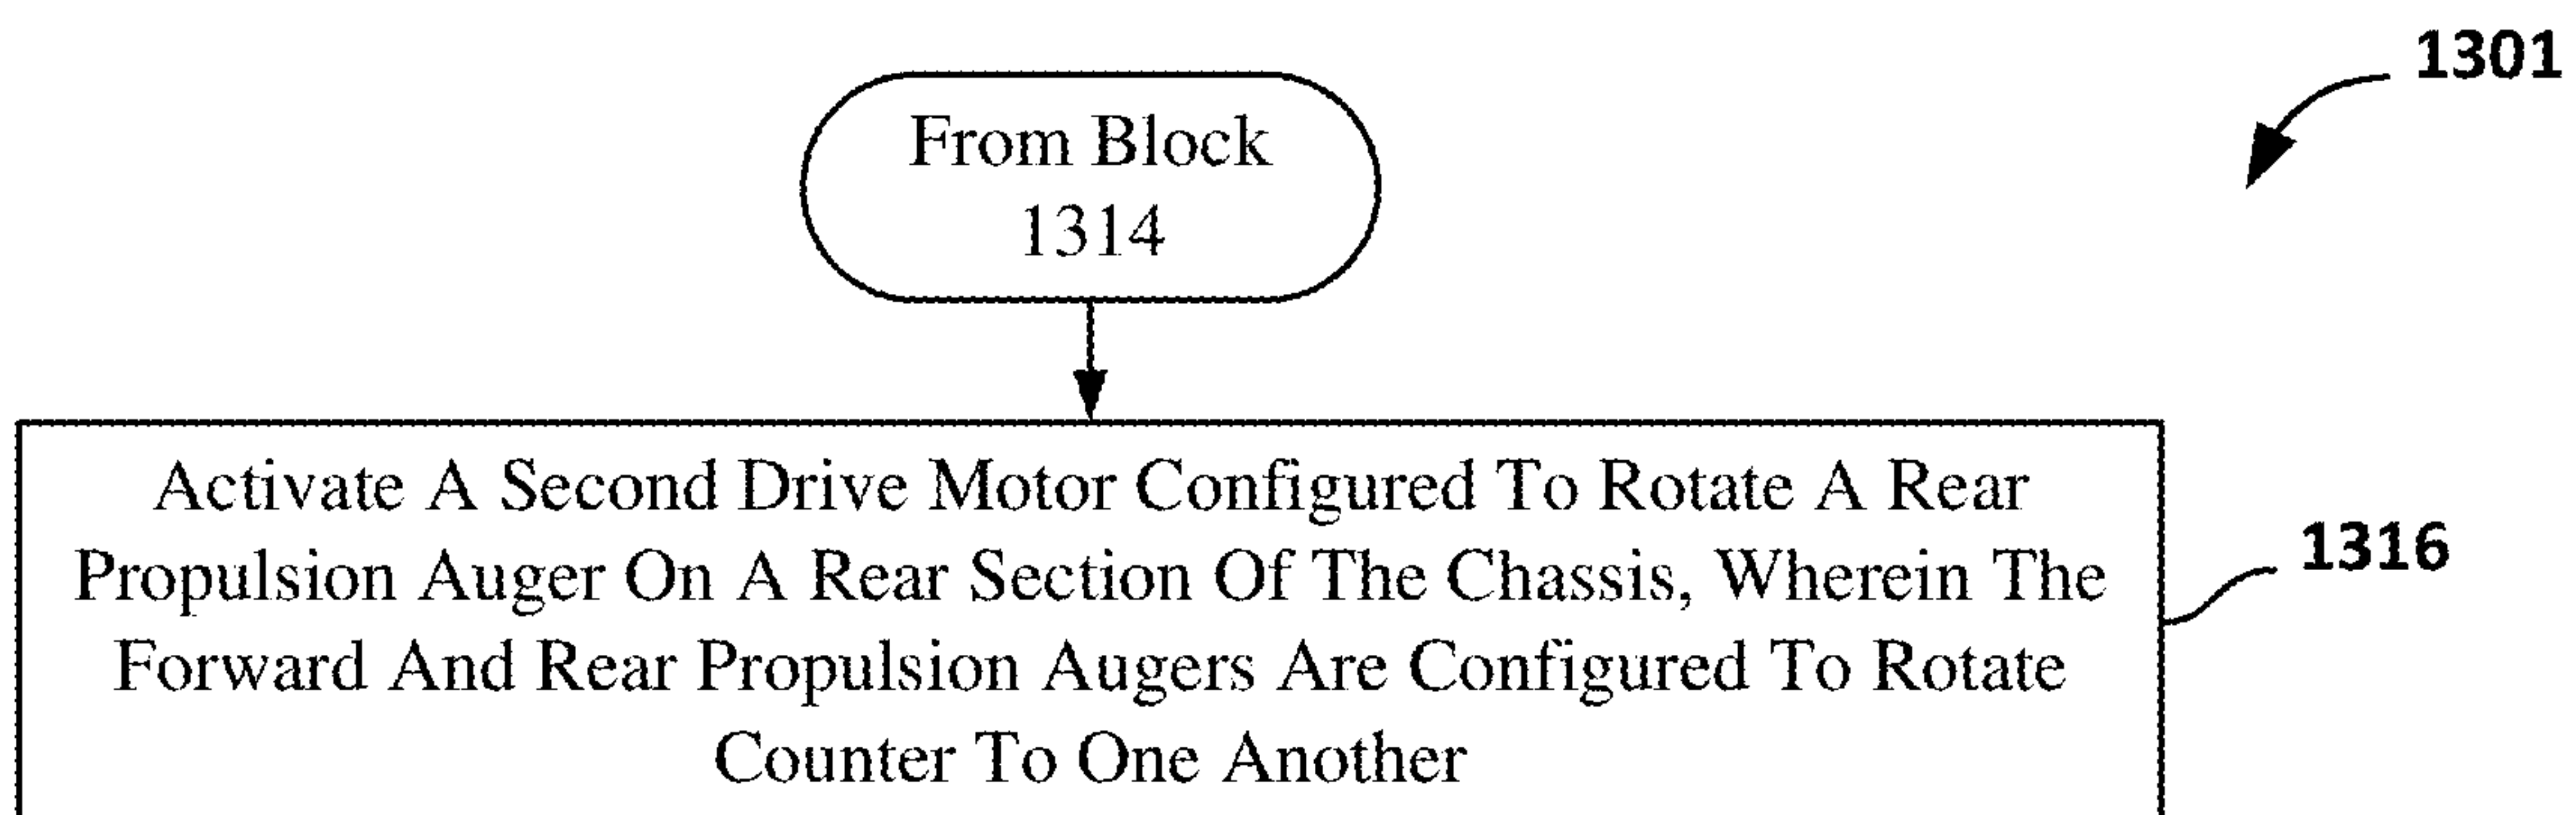 1301
From Block
1314
Activate A Second Drive Motor Configured To Rotate A Rear
Propulsion Auger On A Rear Section Of The Chassis, Wherein The
Forward And Rear Propulsion Augers Are Configured To Rotate
Counter To One Another
1316